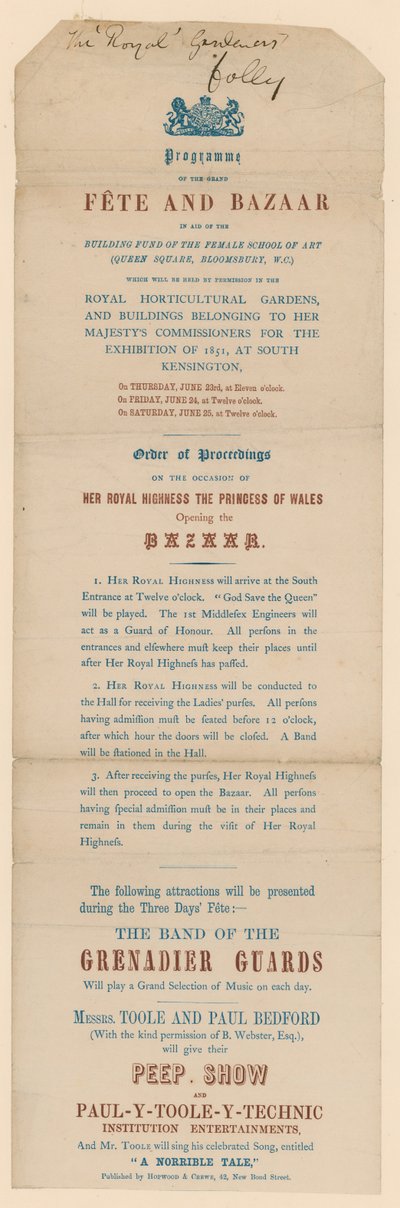 The 'Royal' Gardeners'
folly
Programme
OF THE GRAND
FÊTE AND BAZAAR
IN AID OF THE
BUILDING FUND OF THE FEMALE SCHOOL OF ART
(QUEEN SQUARE, BLOOMSBURY, W.C.)
WHICH WILL BE HELD BY PERMISSION IN THE
ROYAL HORTICULTURAL GARDENS,
AND BUILDINGS BELONGING TO HER
MAJESTY'S COMMISSIONERS FOR THE
EXHIBITION OF 1851, AT SOUTH
KENSINGTON,
On THURSDAY, JUNE 23rd, at Eleven o'clock.
On FRIDAY, JUNE 24, at Twelve o'clock.
On SATURDAY, JUNE 25, at Twelve o'clock.
Order of Proceedings
ON THE OCCASION OF
HER ROYAL HIGHNESS THE PRINCESS OF WALES
Opening the
BAZAAR.
1. HER ROYAL HIGHNESS will arrive at the South
Entrance at Twelve o'clock. "God Save the Queen"
will be played. The 1st Middleſex Engineers will
act as a Guard of Honour. All perſons in the
entrances and elſewhere muſt keep their places until
after Her Royal Highneſs has paſſed.
2. HER ROYAL HIGHNESS will be conducted to
the Hall for receiving the Ladies' purſes. All perſons
having admiſſion muſt be ſeated before 12 o'clock,
after which hour the doors will be cloſed. A Band
will be ſtationed in the Hall.
3. After receiving the purſes, Her Royal Highneſs
will then proceed to open the Bazaar. All perſons
having ſpecial admiſſion muſt be in their places and
remain in them during the viſit of Her Royal
Highneſs.
The following attractions will be presented
during the Three Days' Fête:—
THE BAND OF THE
GRENADIER GUARDS
Will play a Grand Selection of Music on each day.
MESSRS. TOOLE AND PAUL BEDFORD
(With the kind permission of B. Webster, Esq.),
will give their
PEEP. SHOW
AND
PAUL-Y-TOOLE-Y-TECHNIC
INSTITUTION ENTERTAINMENTS,
And Mr. TOOLE will sing his celebrated Song, entitled
"A NORRIBLE TALE,"
Published by HOPWOOD & CREWE, 42, New Bond Street.